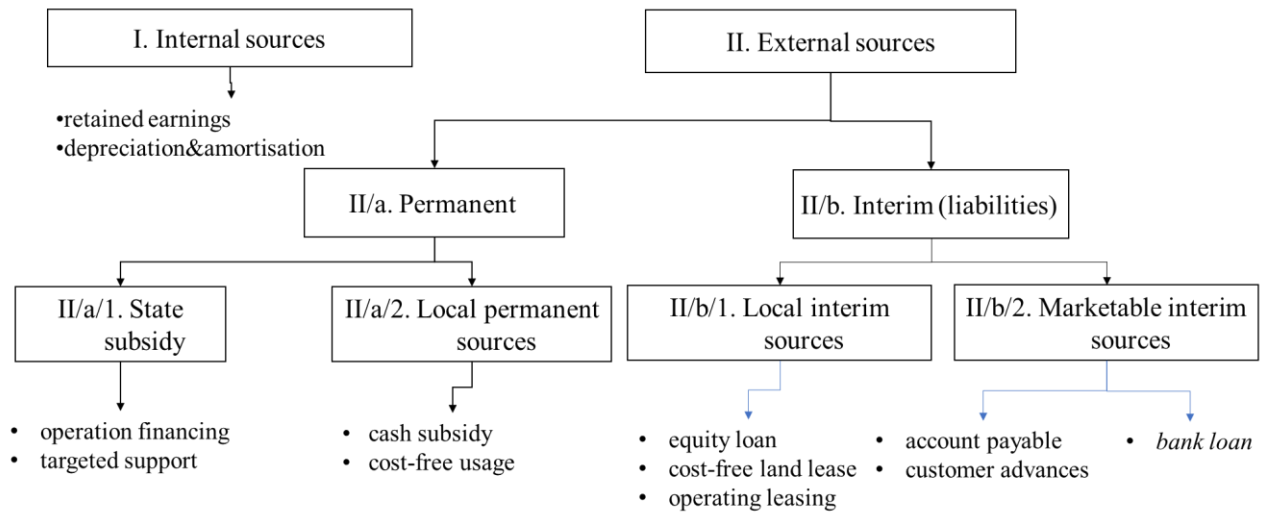 I. Internal sources
II. External sources
•retained earnings
•depreciation&amortisation
II/a. Permanent
II/b. Interim (liabilities)
II/a/1. State
subsidy
II/a/2. Local permanent
sources
II/b/1. Local interim
sources
II/b/2. Marketable interim
sources
• operation financing
• targeted support
• cash subsidy
• cost-free usage
• equity loan
• cost-free land lease
• operating leasing
• account payable
• customer advances
• bank loan